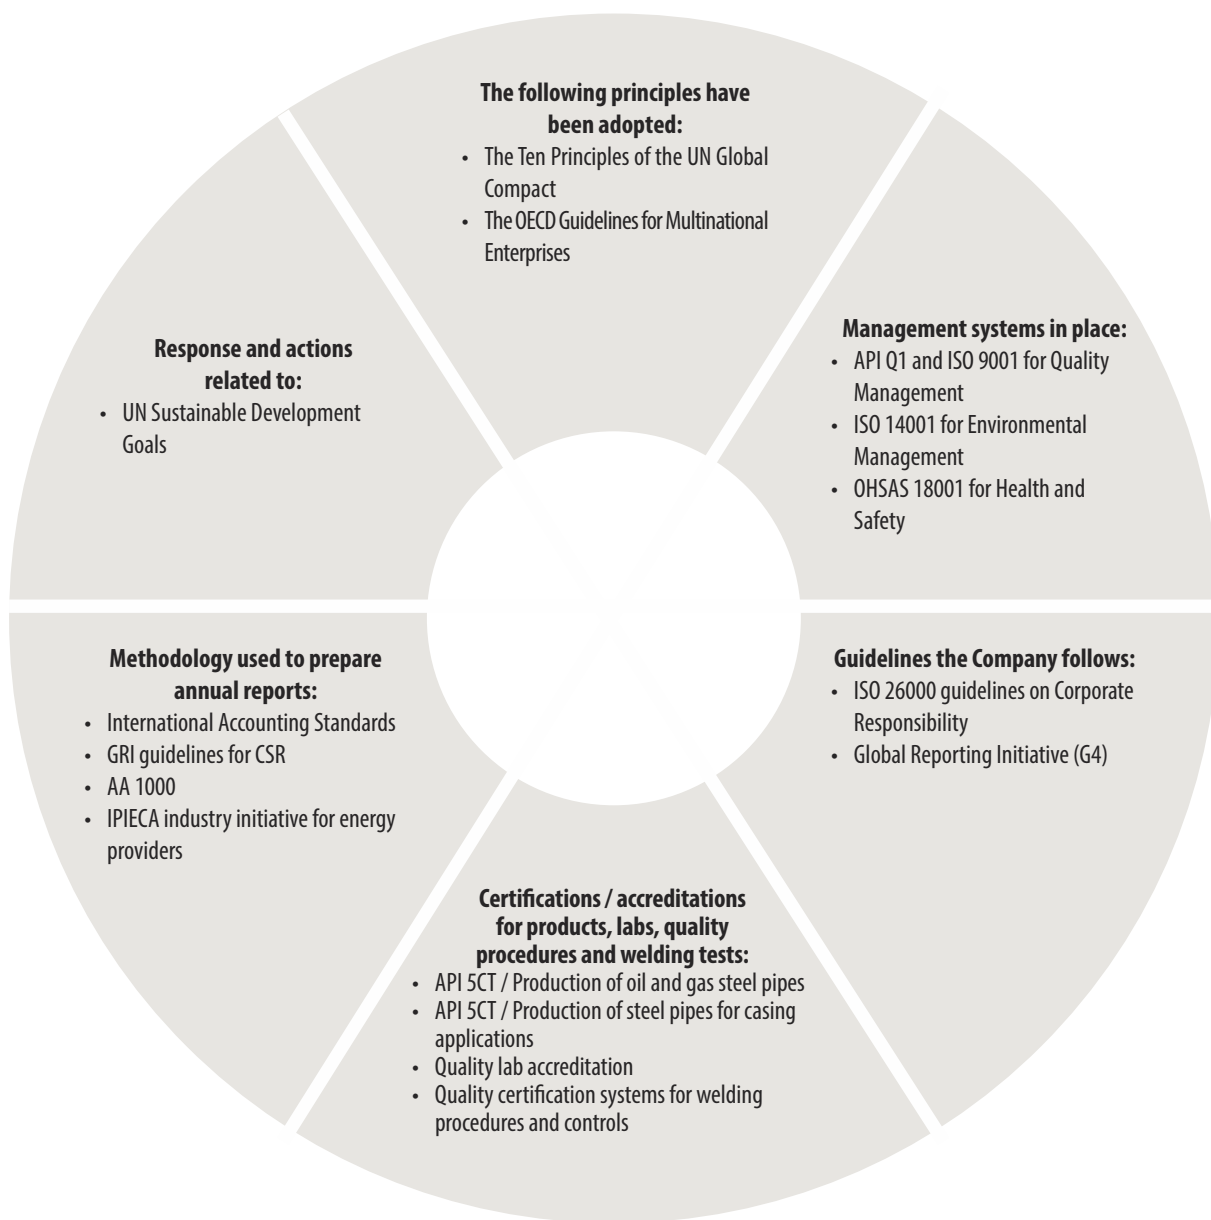 The following principles have
been adopted:
• The Ten Principles of the UN Global
Compact
• The OECD Guidelines for Multinational
Enterprises
Management systems in place:
• API Q1 and ISO 9001 for Quality
Management
• ISO 14001 for Environmental
Management
• OHSAS 18001 for Health and
Safety
Guidelines the Company follows:
• ISO 26000 guidelines on Corporate
Responsibility
• Global Reporting Initiative (G4)
Certifications / accreditations
for products, labs, quality
procedures and welding tests:
• API 5CT / Production of oil and gas steel pipes
• API 5CT / Production of steel pipes for casing
applications
• Quality lab accreditation
• Quality certification systems for welding
procedures and controls
Methodology used to prepare
annual reports:
• International Accounting Standards
• GRI guidelines for CSR
• AA 1000
• IPIECA industry initiative for energy
providers
Response and actions
related to:
• UN Sustainable Development
Goals